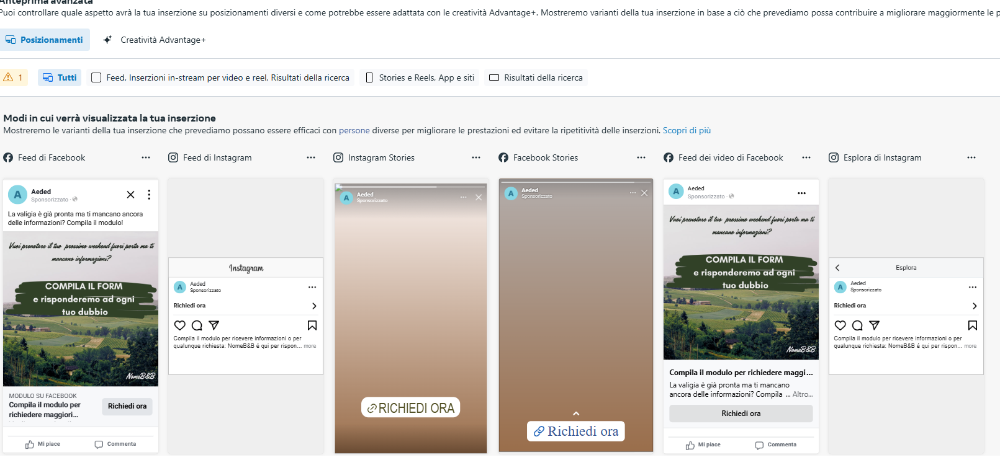 Anteprima avanzata
Puoi controllare quale aspetto avrà la tua inserzione su posizionamenti diversi e come potrebbe essere adattata con le creatività Advantage+. Mostreremo varianti della tua inserzione in base a ciò che prevediamo possa contribuire a migliorare maggiormente le p
Posizionamenti
Creatività Advantage+
1
Tutti
Feed, Inserzioni in-stream per video e reel, Risultati della ricerca
Stories e Reels, App e siti
Risultati della ricerca
Modi in cui verrà visualizzata la tua inserzione
Mostreremo le varianti della tua inserzione che prevediamo possano essere efficaci con persone diverse per migliorare le prestazioni ed evitare la ripetitività delle inserzioni. Scopri di più
Feed di Facebook
A
Aeded
Sponsorizzato
La valigia è già pronta ma ti mancano ancora
delle informazioni? Compila il modulo!
Vuoi prenotare il tuo prossimo weekend fuori porta ma ti
mancano informazioni?
COMPILA IL FORM
e risponderemo ad ogni
tuo dubbio
NomeB&B
MODULO SU FACEBOOK
Compila il modulo per
richiedere maggiori...
Richiedi ora
Mi piace
Commenta
Feed di Instagram
Instagram
A
Aeded
Sponsorizzato
Richiedi ora
Compila il modulo per ricevere informazioni o per
qualunque richiesta: NomeB&B è qui per rispon... more
Instagram Stories
A
Aeded
Sponsorizzato
RICHIEDI ORA
Facebook Stories
A
Aeded
Sponsorizzato
Richiedi ora
Feed dei video di Facebook
A
Aeded
Sponsorizzato
Vuoi prenotare il tuo prossimo weekend fuori porta ma ti
mancano informazioni?
COMPILA IL FORM
e risponderemo ad ogni
tuo dubbio
NomeB&B
Compila il modulo per richiedere maggi...
La valigia è già pronta ma ti mancano
ancora delle informazioni? Compila ... Altro...
Richiedi ora
Mi piace
Commenta
Esplora di Instagram
Esplora
A
Aeded
Sponsorizzato
Richiedi ora
Compila il modulo per ricevere informazioni o per
qualunque richiesta: NomeB&B è qui per rispon... more